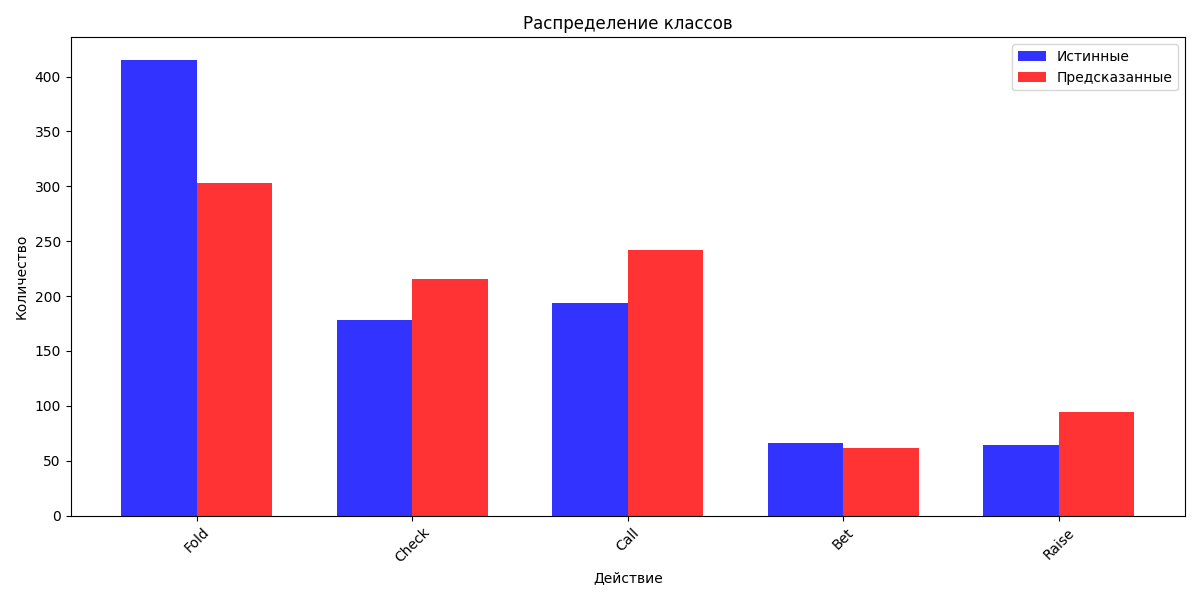 Распределение классов
Истинные
Предсказанные
Количество
400
350
300
250
200
150
100
50
0
Fold
Check
Call
Bet
Raise
Действие